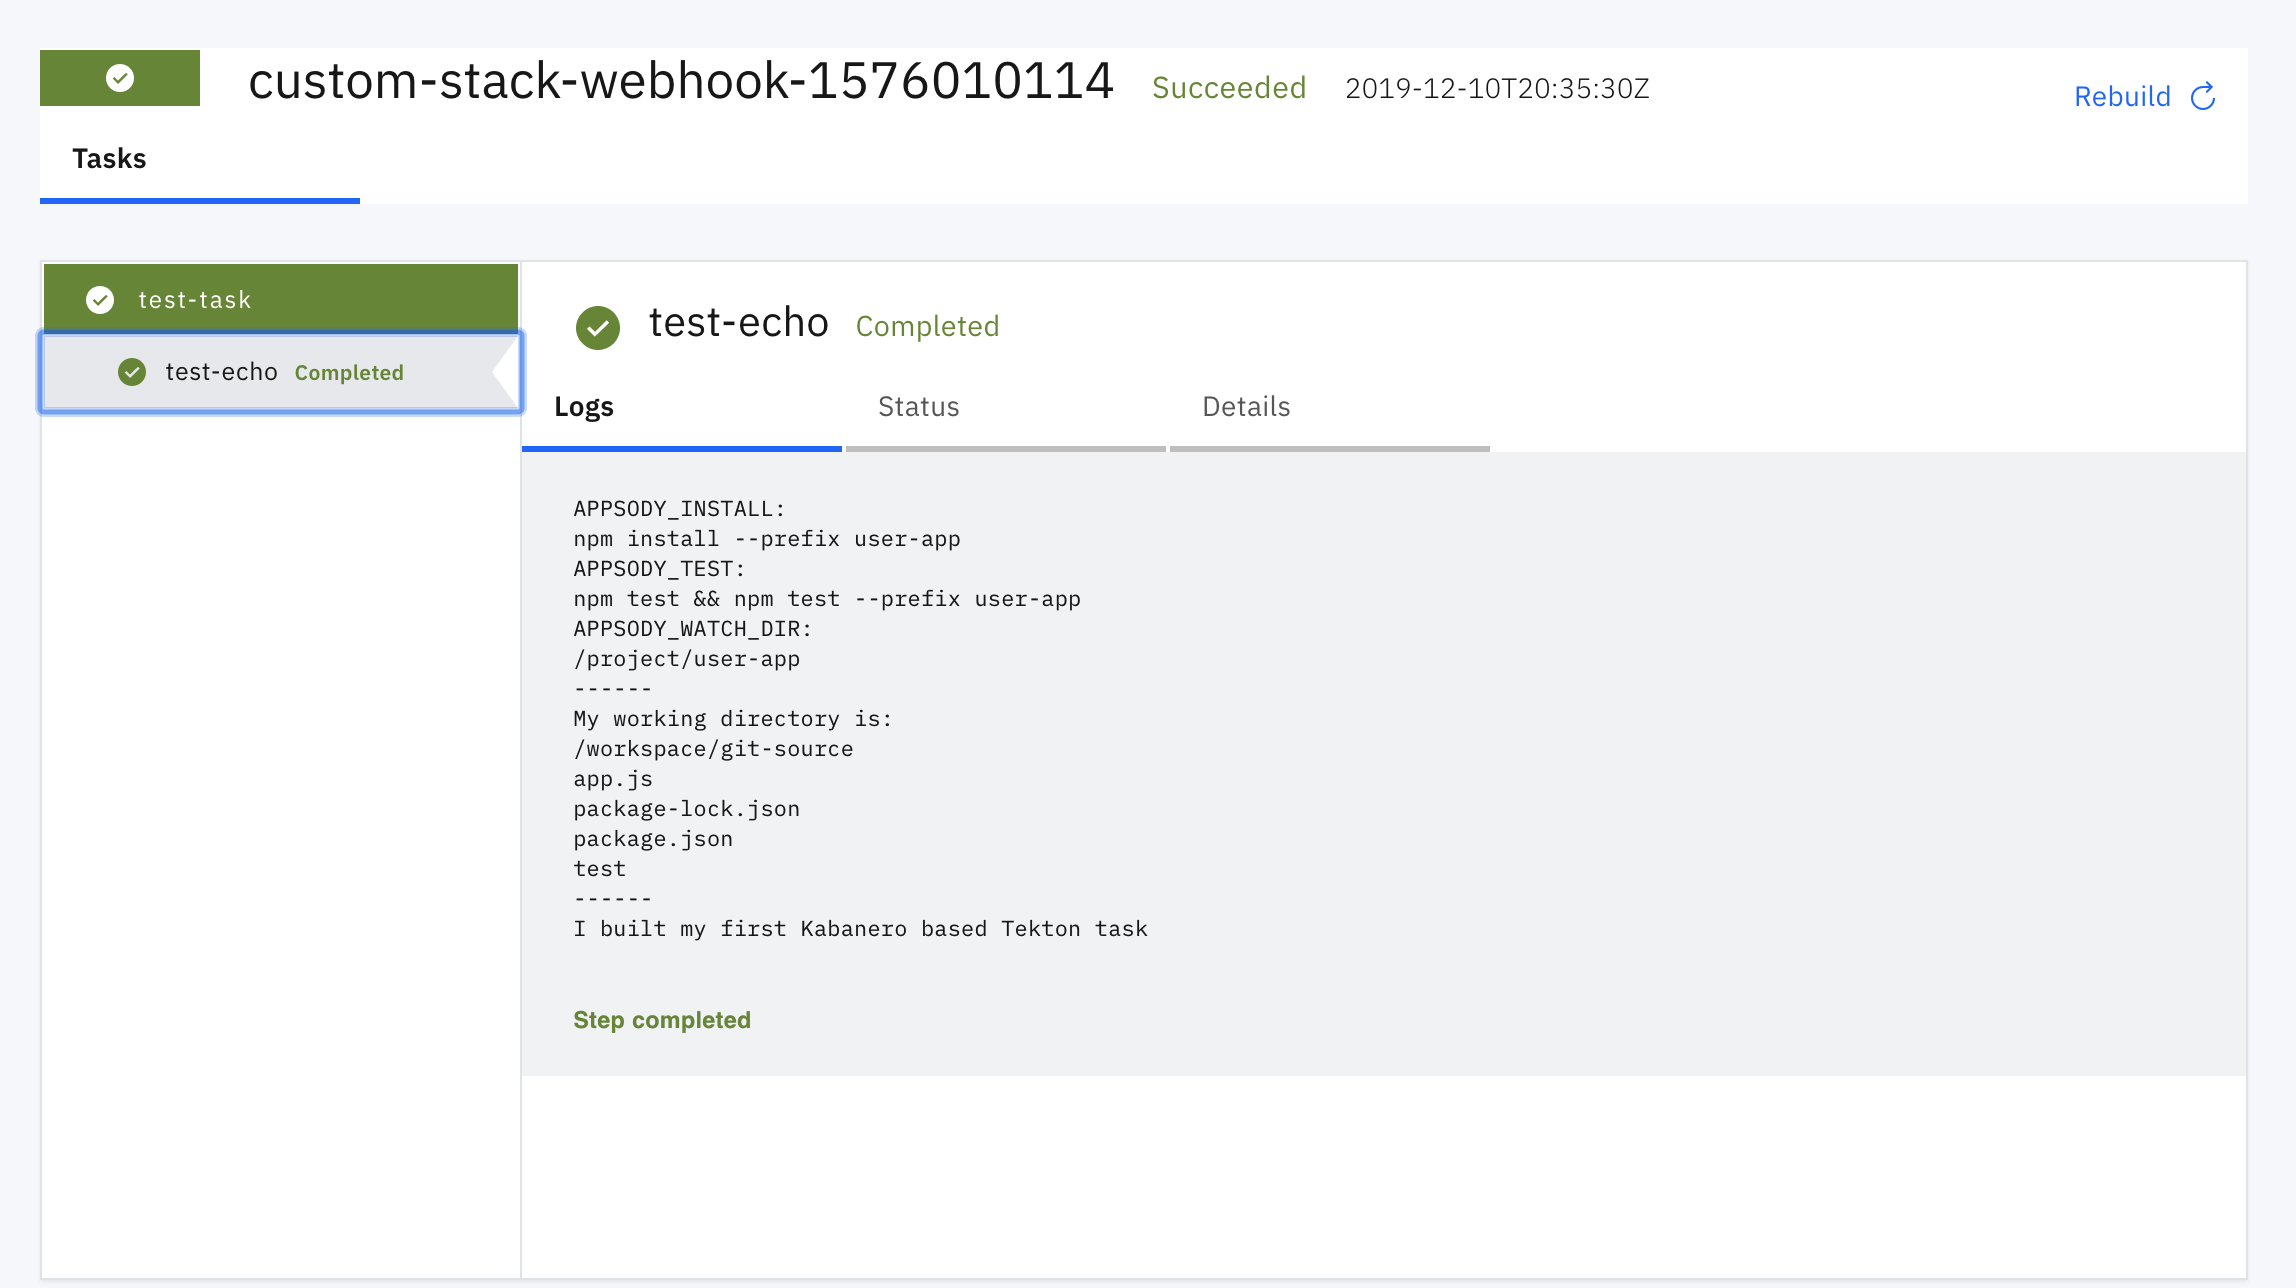 custom-stack-webhook-1576010114 Succeeded 2019-12-10T20:35:30Z
Rebuild
Tasks
test-task
test-echo Completed
test-echo Completed
Logs Status Details
APPSODY_INSTALL:
npm install --prefix user-app
APPSODY_TEST:
npm test && npm test --prefix user-app
APPSODY_WATCH_DIR:
/project/user-app
------
My working directory is:
/workspace/git-source
app.js
package-lock.json
package.json
test
------
I built my first Kabanero based Tekton task
Step completed